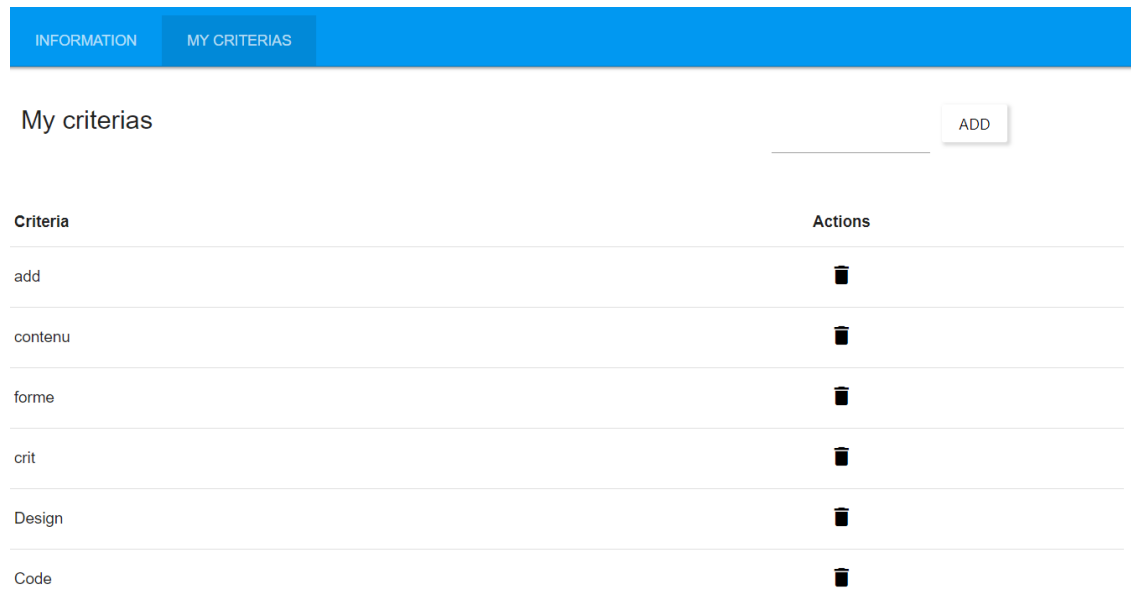 INFORMATION MY CRITERIAS
My criterias ADD
Criteria Actions
add
contenu
forme
crit
Design
Code